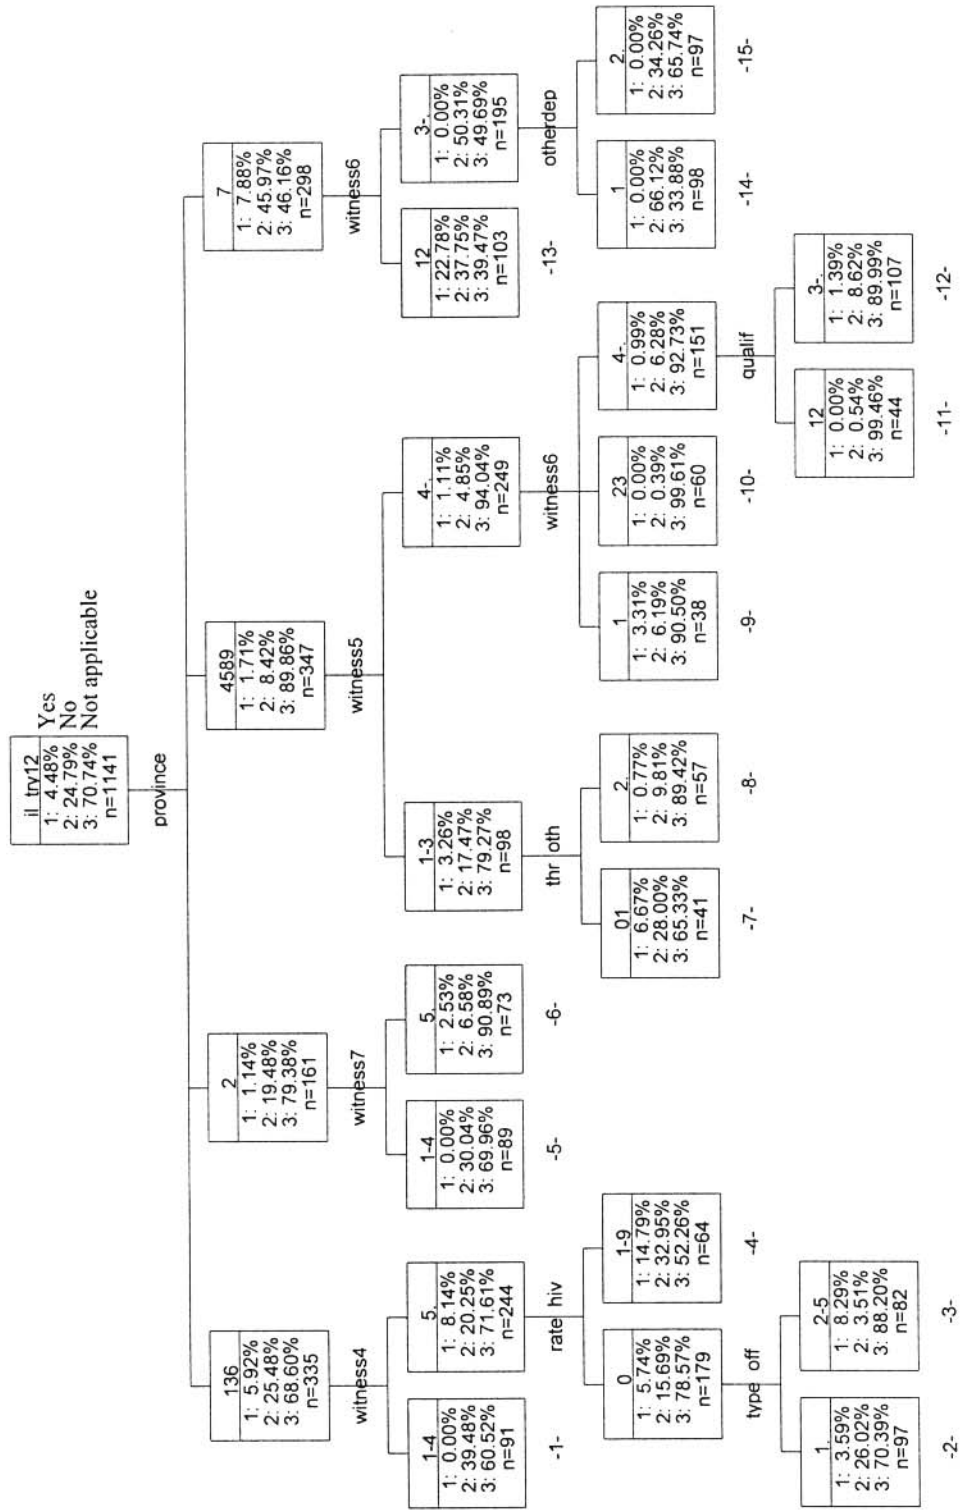 il try12
1: 4.48% Yes
2: 24.79% No
3: 70.74% Not applicable
n=1141
province
136
1: 5.92%
2: 25.48%
3: 68.60%
n=335
2
1: 1.14%
2: 19.48%
3: 79.38%
n=161
4589
1: 1.71%
2: 8.42%
3: 89.86%
n=347
7
1: 7.88%
2: 45.97%
3: 46.16%
n=298
witness4
witness7
witness5
witness6
1-4
1: 0.00%
2: 39.48%
3: 60.52%
n=91
5.
1: 8.14%
2: 20.25%
3: 71.61%
n=244
1-4
1: 0.00%
2: 30.04%
3: 69.96%
n=89
5.
1: 2.53%
2: 6.58%
3: 90.89%
n=73
1-3
1: 3.26%
2: 17.47%
3: 79.27%
n=98
4-.
1: 1.11%
2: 4.85%
3: 94.04%
n=249
12
1: 22.78%
2: 37.75%
3: 39.47%
n=103
3-.
1: 0.00%
2: 50.31%
3: 49.69%
n=195
-1-
rate hiv
-5-
-6-
thr oth
witness6
-13-
otherdep
0
1: 5.74%
2: 15.69%
3: 78.57%
n=179
1-9
1: 14.79%
2: 32.95%
3: 52.26%
n=64
01
1: 6.67%
2: 28.00%
3: 65.33%
n=41
2.
1: 0.77%
2: 9.81%
3: 89.42%
n=57
1
1: 3.31%
2: 6.19%
3: 90.50%
n=38
23
1: 0.00%
2: 0.39%
3: 99.61%
n=60
4-.
1: 0.99%
2: 6.28%
3: 92.73%
n=151
1
1: 0.00%
2: 66.12%
3: 33.88%
n=98
2.
1: 0.00%
2: 34.26%
3: 65.74%
n=97
type off
-4-
-7-
-8-
-9-
-10-
qualif
-14-
-15-
1.
1: 3.59%
2: 26.02%
3: 70.39%
n=97
2-5
1: 8.29%
2: 3.51%
3: 88.20%
n=82
12
1: 0.00%
2: 0.54%
3: 99.46%
n=44
3-.
1: 1.39%
2: 8.62%
3: 89.99%
n=107
-2-
-3-
-11-
-12-